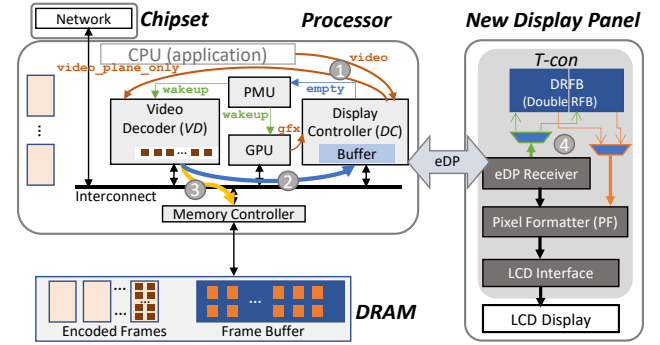 Network
Chipset
Processor
New Display Panel
CPU (application)
video_plane_only
1
video
T-con
DRFB
(Double RFB)
wakeup
PMU
empty
Video
Decoder (VD)
wakeup
gfx
Display
Controller (DC)
GPU
Buffer
4
eDP
eDP Receiver
3
2
Interconnect
Memory Controller
Pixel Formatter (PF)
LCD Interface
LCD Display
...
...
...
...
...
Encoded Frames
Frame Buffer
DRAM